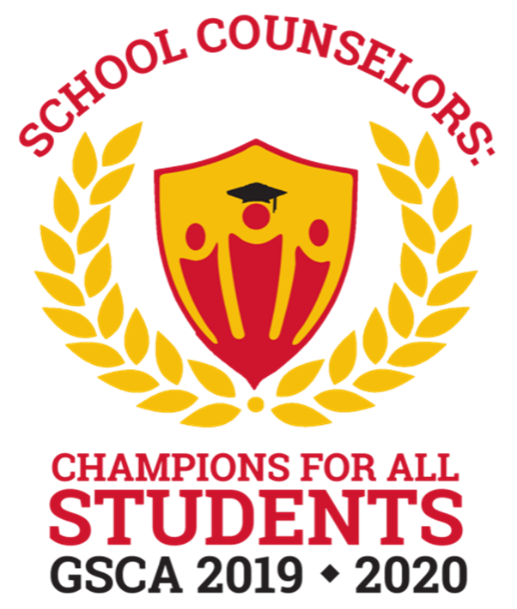 SCHOOL COUNSELORS:
CHAMPIONS FOR ALL
STUDENTS
GSCA 2019 ◆ 2020